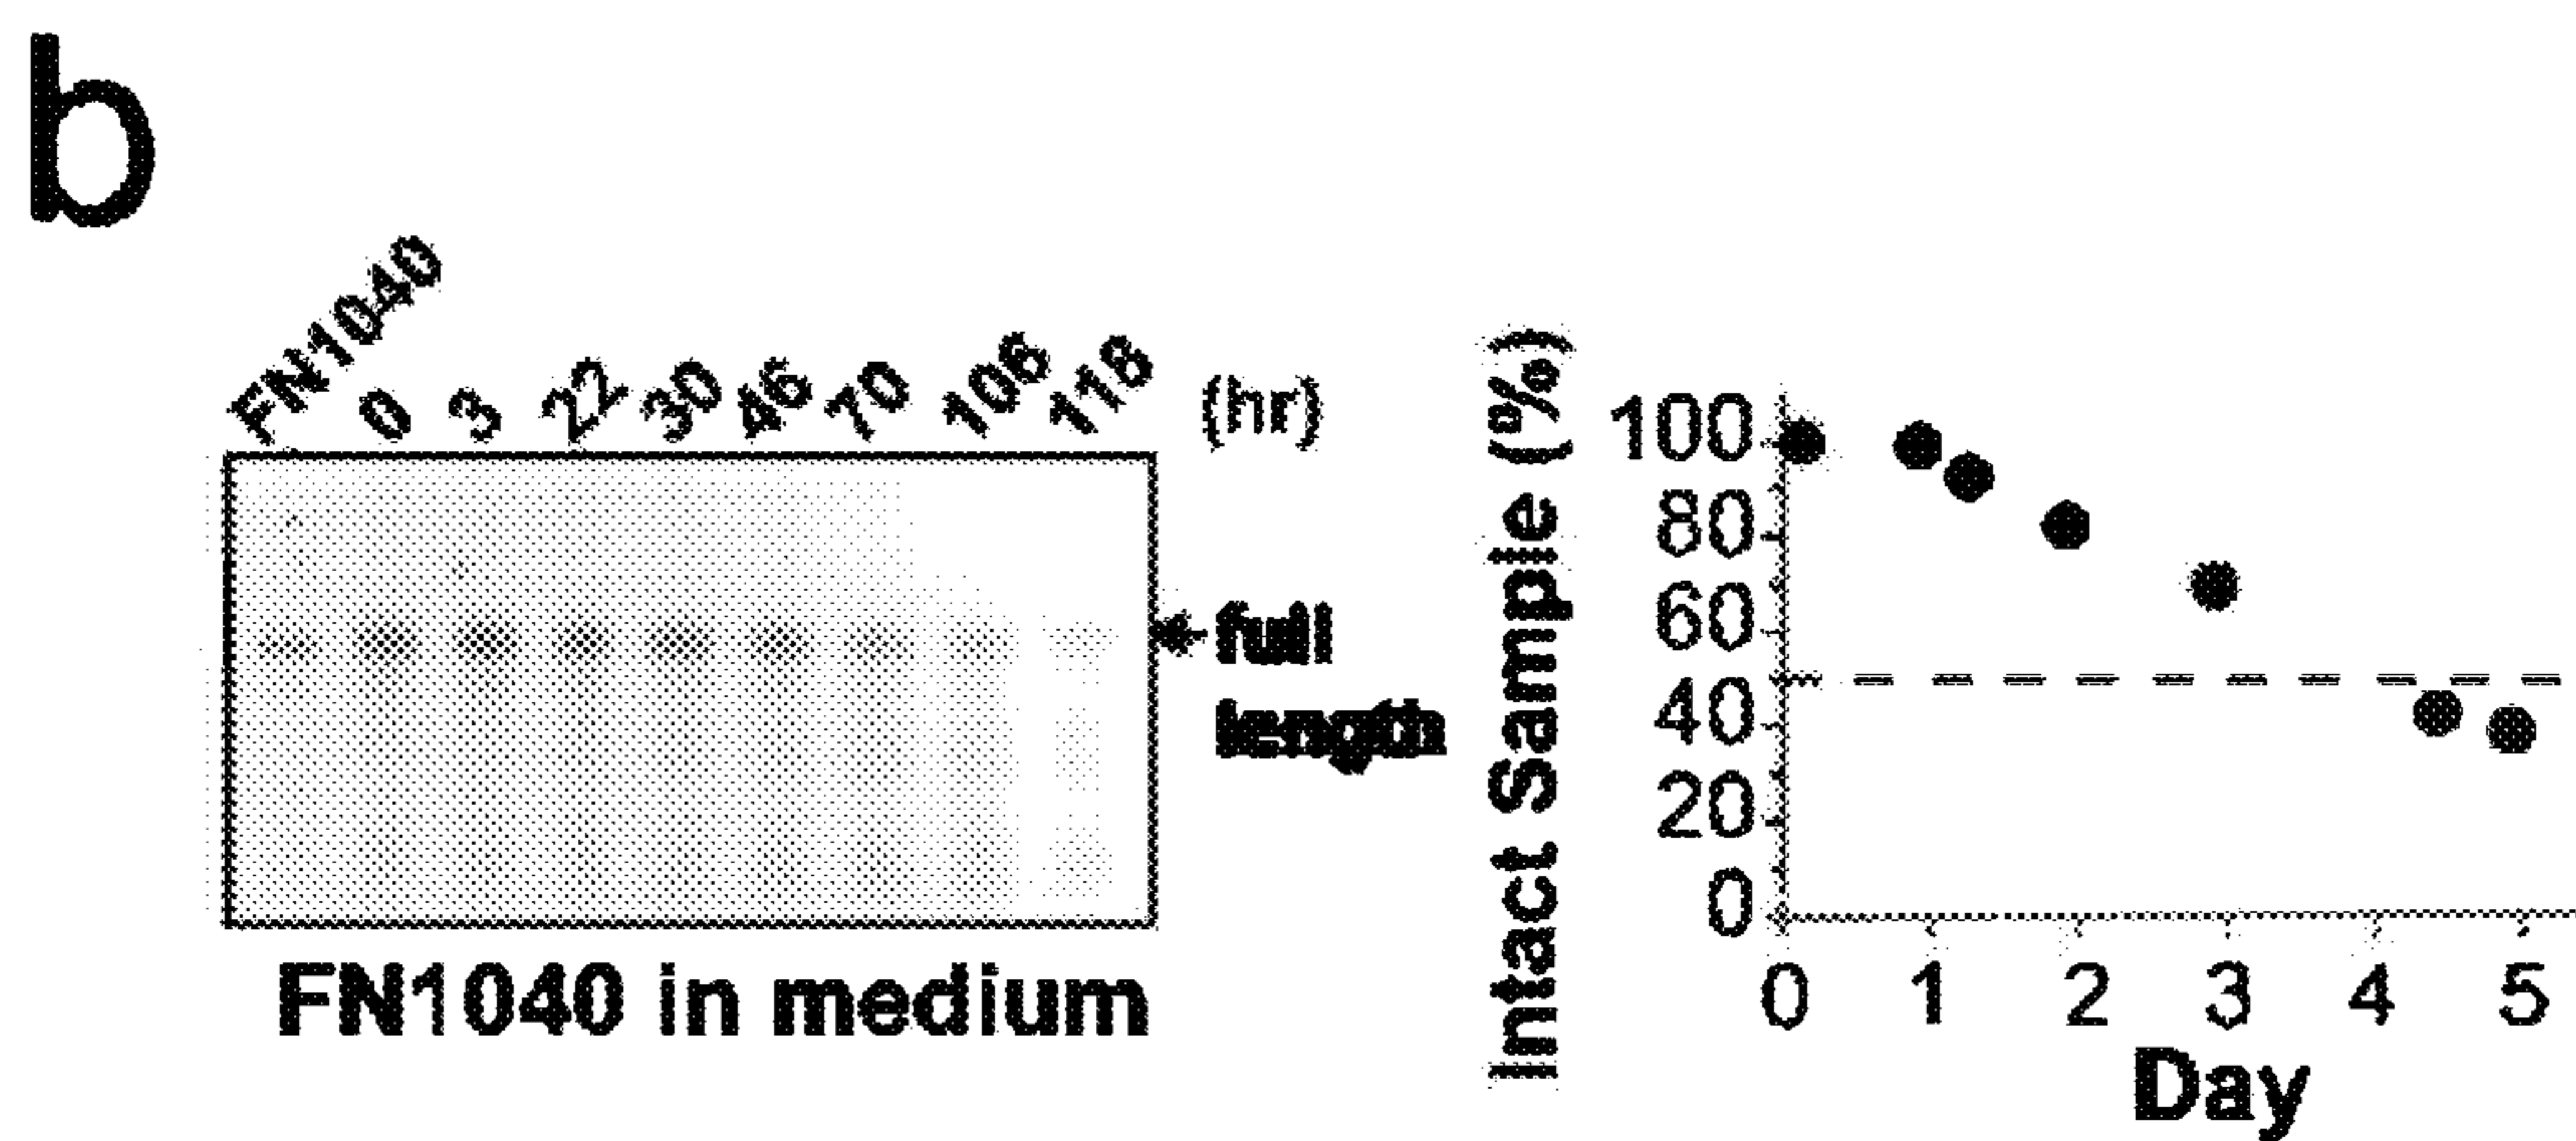 b
FN1040 0 3 22 30 46 70 106 118 (hr)
full
length
FN1040 in medium
Intact Sample (%)
100
80
60
40
20
0
0 1 2 3 4 5
Day